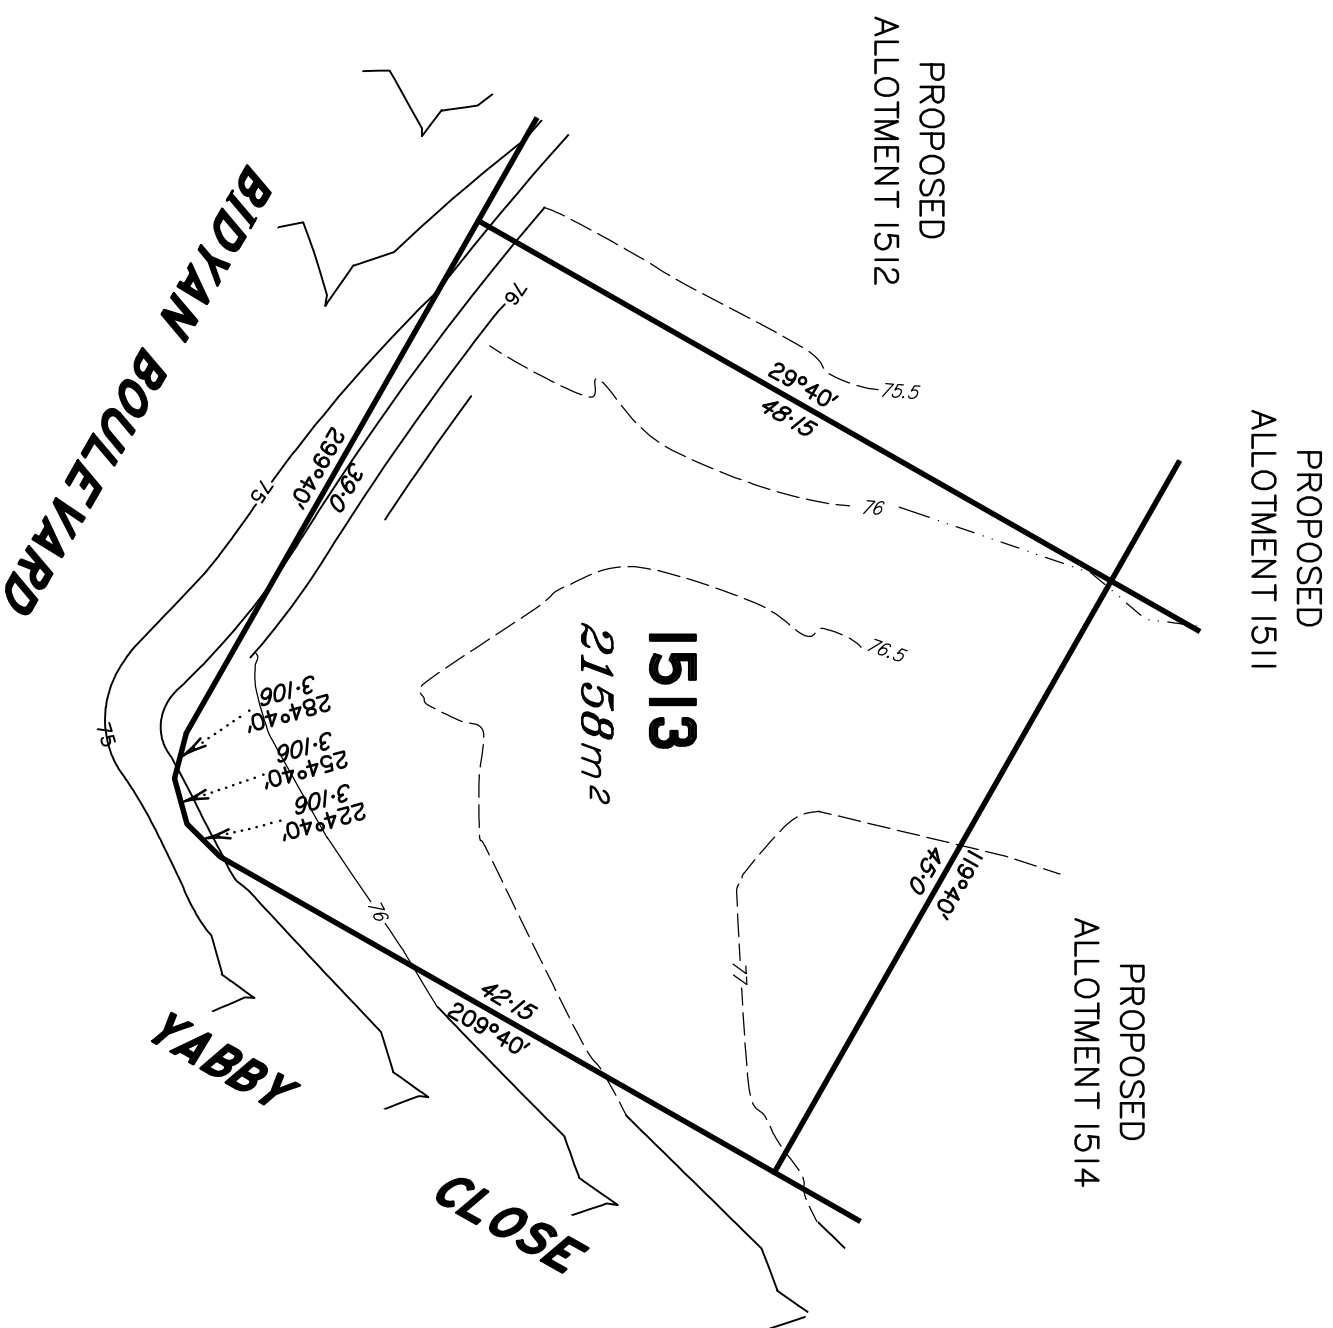 PROPOSED
ALLOTMENT 1512
PROPOSED
ALLOTMENT 1511
PROPOSED
ALLOTMENT 1514
BIDYAN BOULEVARD
YABBY CLOSE
1513
2158m²
29°40'
48·15
119°40'
45·0
42·15
209°40'
299°40'
39·0
284°40'
3·106
254°40'
3·106
224°40'
3·106
75.5
76
76.5
77
76
75
75
76